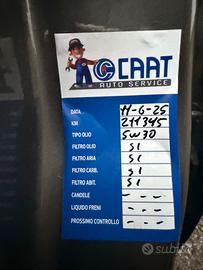 CAAT
AUTO SERVICE
DATA 11-6-25
KM 211345
TIPO OLIO 5W30
FILTRO OLIO SI
FILTRO ARIA SI
FILTRO CARB. SI
FILTRO ABIT. SI
CANDELE - - -
LIQUIDO FRENI - - -
PROSSIMO CONTROLLO - - -
subito